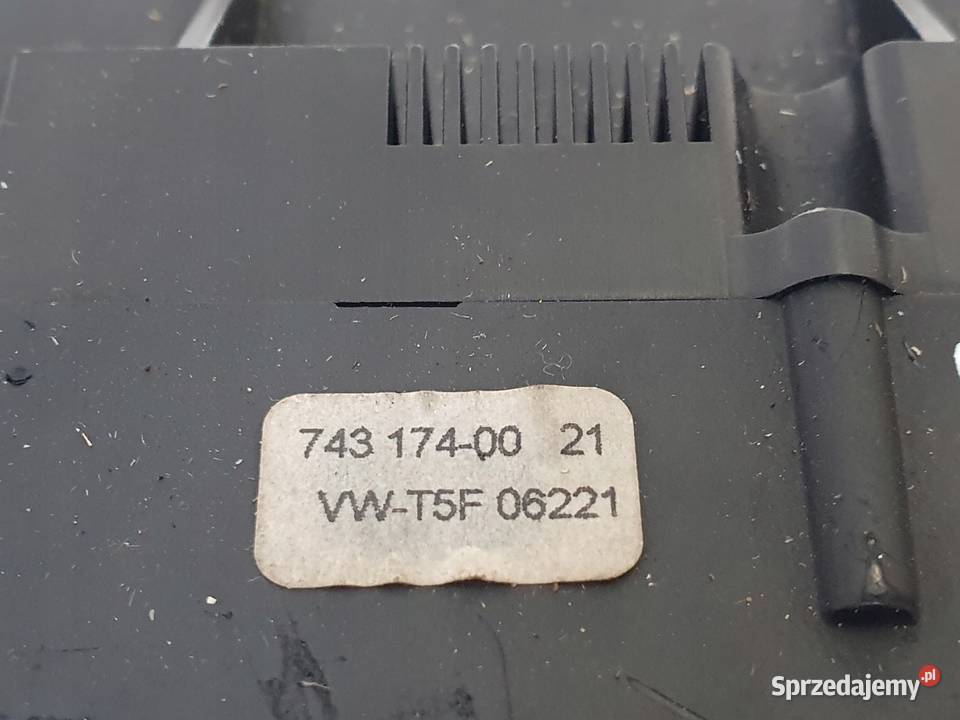 743 174-00 21
VW-T5F 06221
Sprzedajemy.pl